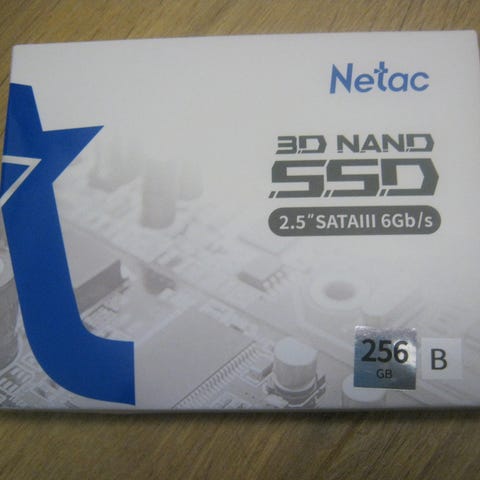 Netac
3D NAND
SSD
2.5" SATAIII 6Gb/s
256
GB
B